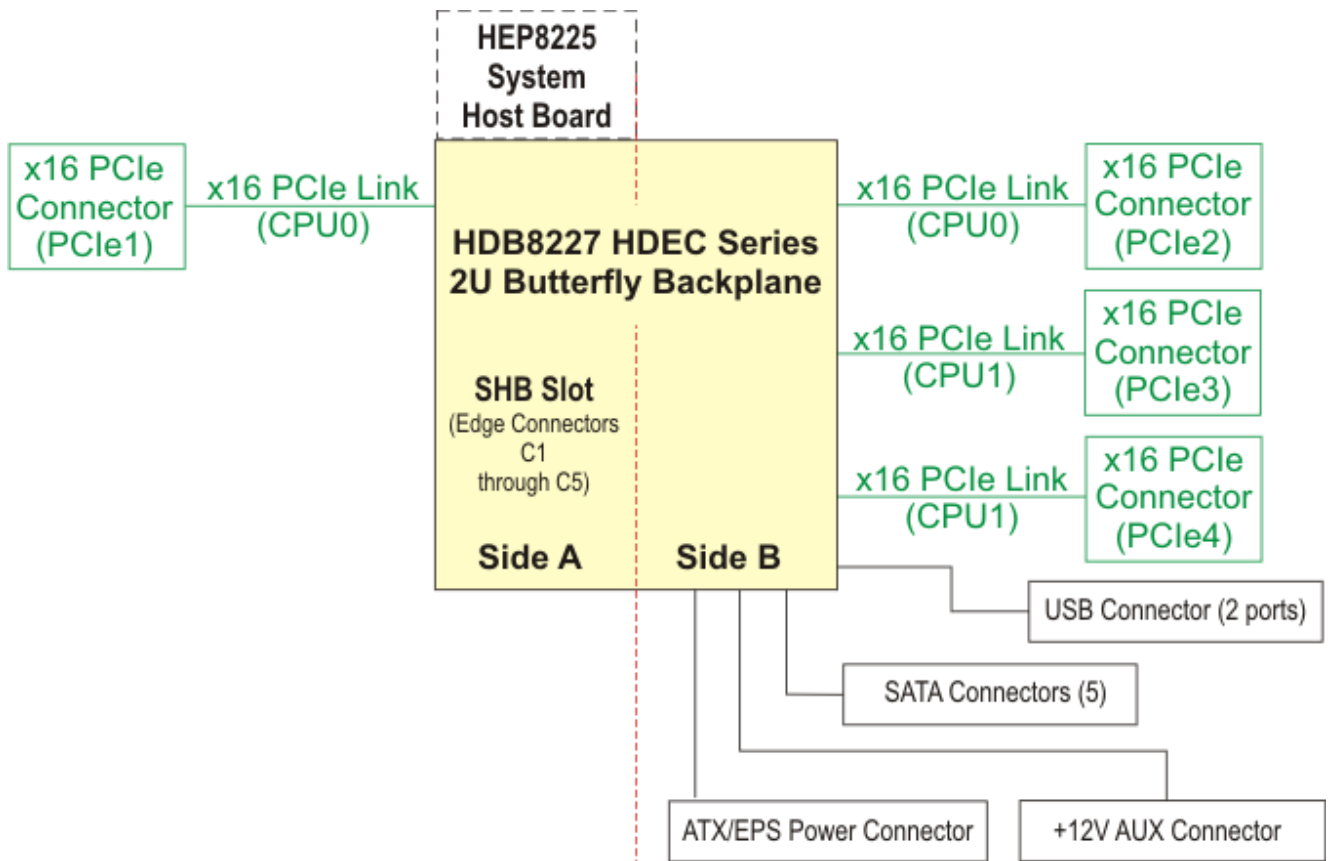 HEP8225
System
Host Board
x16 PCIe
Connector
(PCIe1)
x16 PCIe Link
(CPU0)
HDB8227 HDEC Series
2U Butterfly Backplane
SHB Slot
(Edge Connectors
C1
through C5)
Side A
Side B
x16 PCIe Link
(CPU0)
x16 PCIe
Connector
(PCIe2)
x16 PCIe Link
(CPU1)
x16 PCIe
Connector
(PCIe3)
x16 PCIe Link
(CPU1)
x16 PCIe
Connector
(PCIe4)
USB Connector (2 ports)
SATA Connectors (5)
ATX/EPS Power Connector
+12V AUX Connector